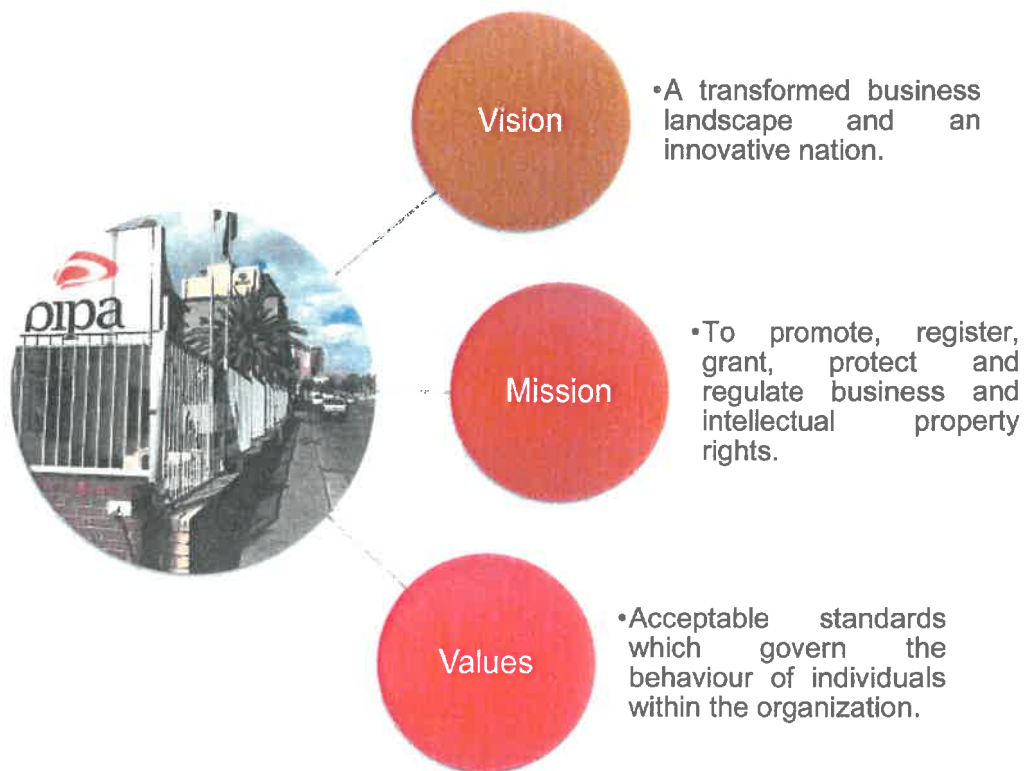 Vision
•A transformed business
landscape and an
innovative nation.
pipa
Mission
•To promote, register,
grant, protect and
regulate business and
intellectual property
rights.
Values
•Acceptable standards
which govern the
behaviour of individuals
within the organization.